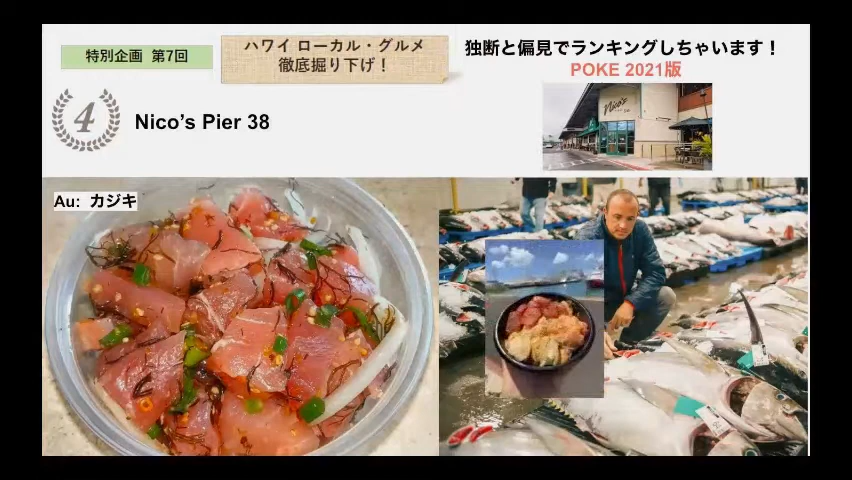 特別企画 第7回
ハワイ ローカル・グルメ
徹底掘り下げ！
独断と偏見でランキングしちゃいます！
POKE 2021版
4
Nico's Pier 38
Nico's
Au: カジキ